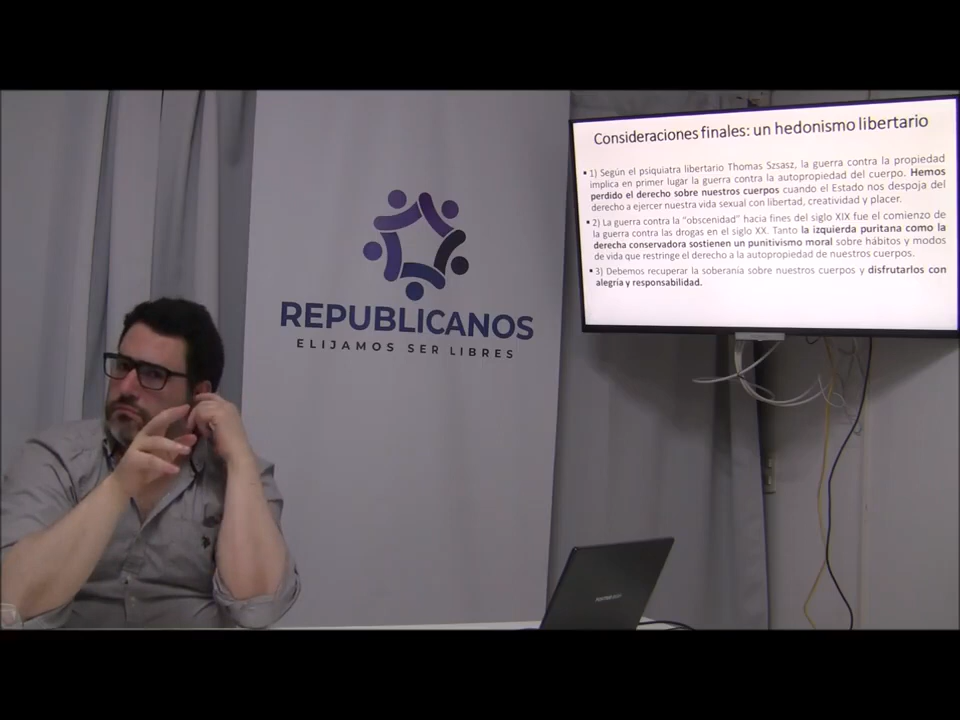 REPUBLICANOS
ELIJAMOS SER LIBRES
Consideraciones finales: un hedonismo libertario
▪ 1) Según el psiquiatra libertario Thomas Szsasz, la guerra contra la propiedad
implica en primer lugar la guerra contra la autopropiedad del cuerpo. Hemos
perdido el derecho sobre nuestros cuerpos cuando el Estado nos despoja del
derecho a ejercer nuestra vida sexual con libertad, creatividad y placer.
▪ 2) La guerra contra la “obscenidad” hacia fines del siglo XIX fue el comienzo de
la guerra contra las drogas en el siglo XX. Tanto la izquierda puritana como la
derecha conservadora sostienen un punitivismo moral sobre hábitos y modos
de vida que restringe el derecho a la autopropiedad de nuestros cuerpos.
▪ 3) Debemos recuperar la soberanía sobre nuestros cuerpos y disfrutarlos con
alegría y responsabilidad.